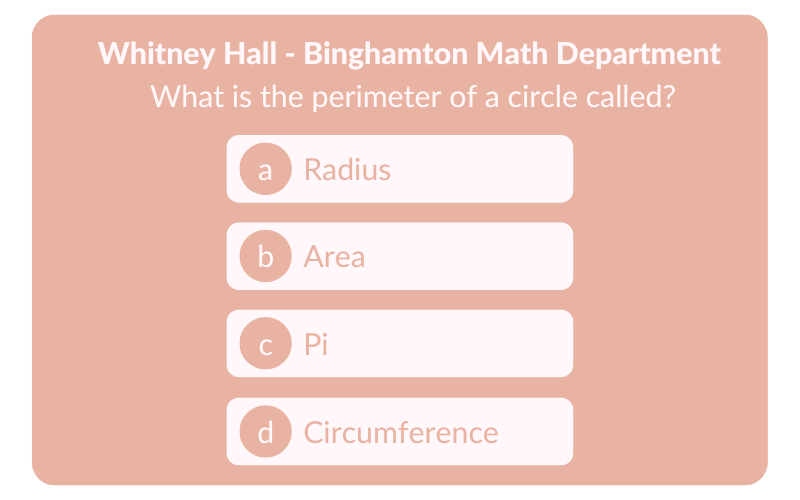 Whitney Hall - Binghamton Math Department
What is the perimeter of a circle called?
a Radius
b Area
c Pi
d Circumference